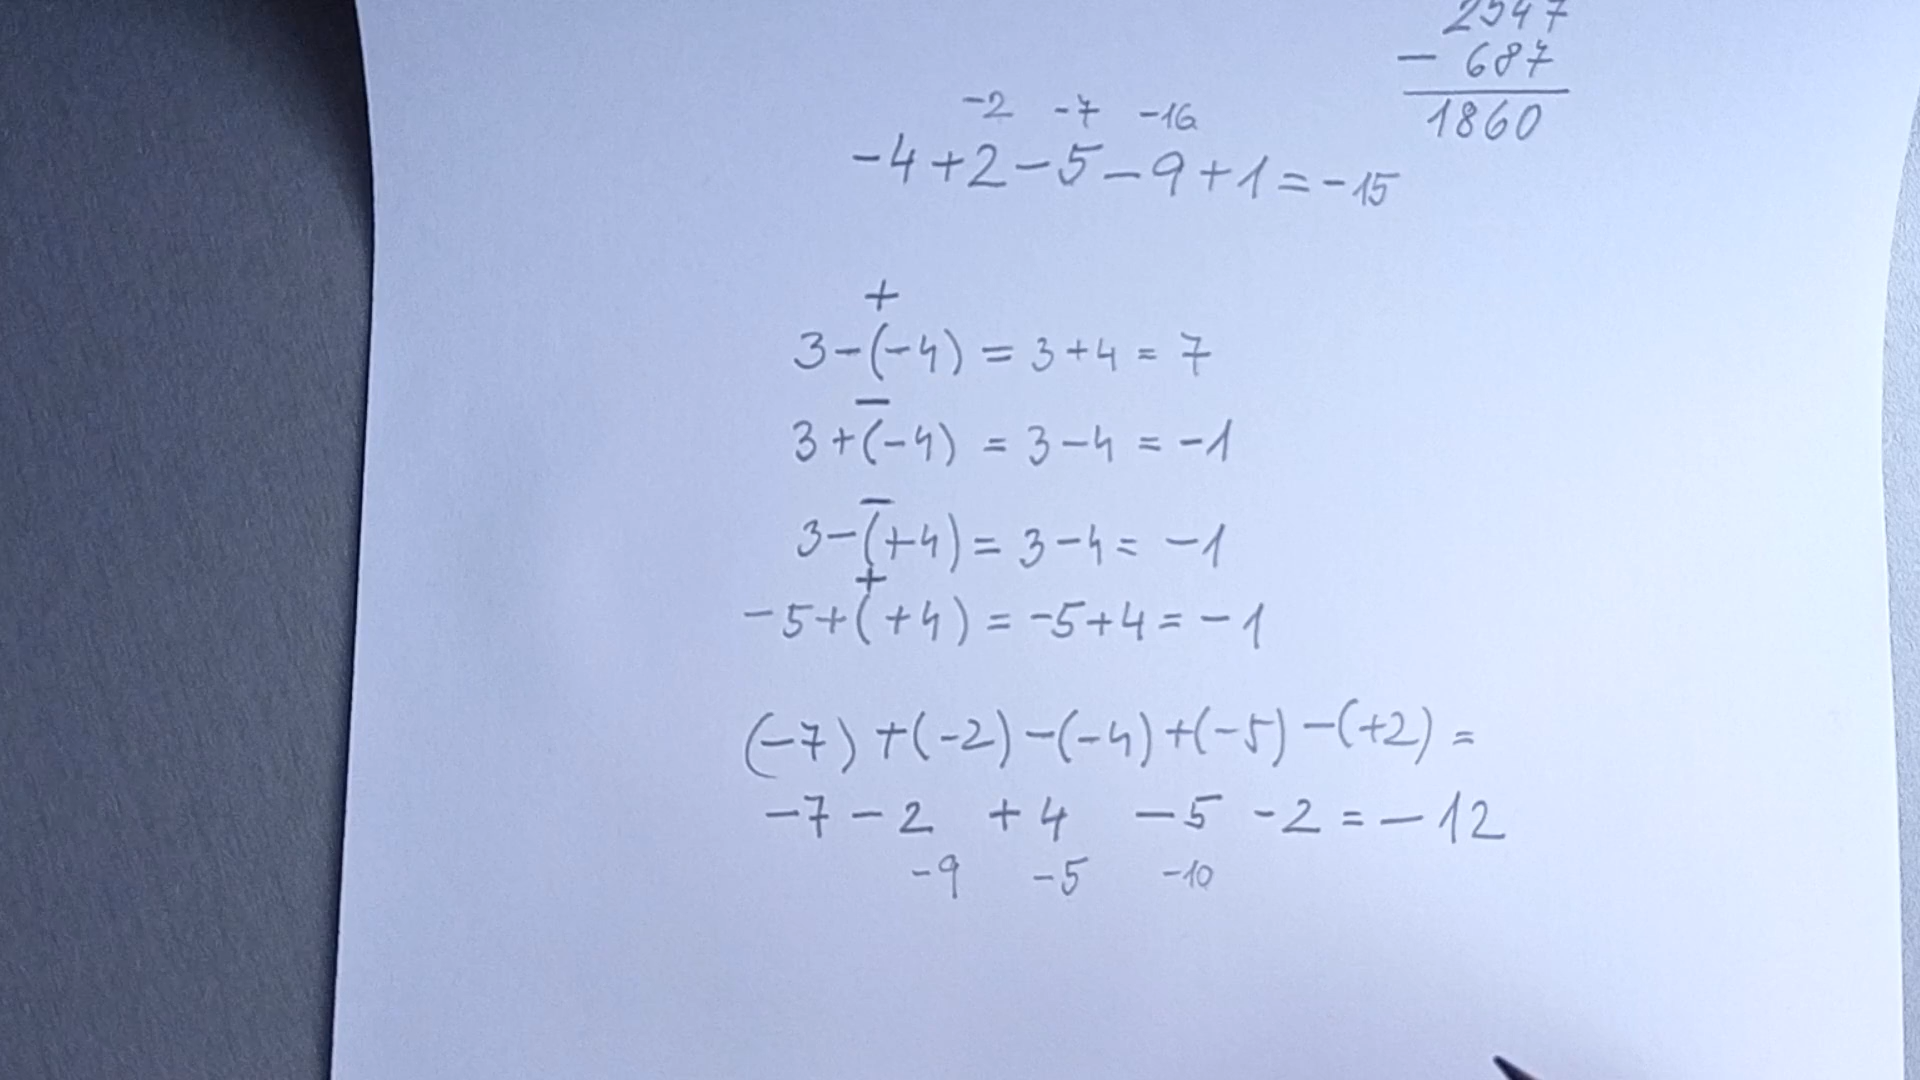 2547
- 687
1860
-2 -7 -16
-4+2-5-9+1=-15
+
3-(-4) = 3+4 = 7
-
3+(-4) = 3-4 = -1
-
3-(+4) = 3-4 = -1
+
-5+(+4) = -5+4 = -1
(-7) +(-2) -(-4) +(-5) -(+2) =
-7 - 2 + 4 - 5 - 2 = - 12
-9 -5 -10